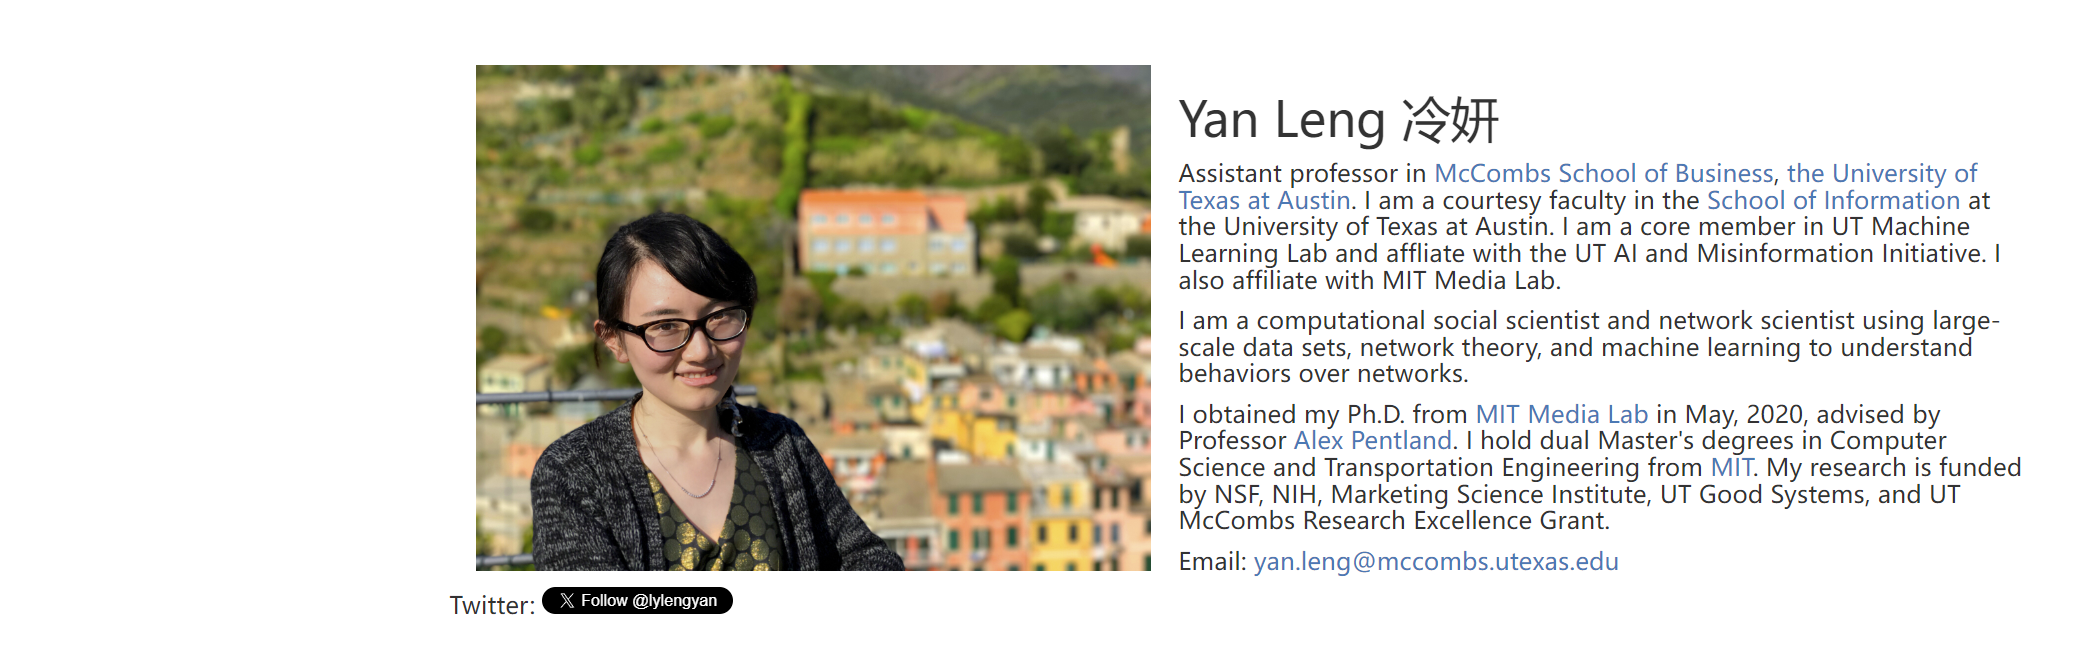 Yan Leng 冷妍
Assistant professor in McCombs School of Business, the University of
Texas at Austin. I am a courtesy faculty in the School of Information at
the University of Texas at Austin. I am a core member in UT Machine
Learning Lab and affliate with the UT AI and Misinformation Initiative. I
also affiliate with MIT Media Lab.
I am a computational social scientist and network scientist using large-
scale data sets, network theory, and machine learning to understand
behaviors over networks.
I obtained my Ph.D. from MIT Media Lab in May, 2020, advised by
Professor Alex Pentland. I hold dual Master's degrees in Computer
Science and Transportation Engineering from MIT. My research is funded
by NSF, NIH, Marketing Science Institute, UT Good Systems, and UT
McCombs Research Excellence Grant.
Email: yan.leng@mccombs.utexas.edu
Twitter: X Follow @lylengyan